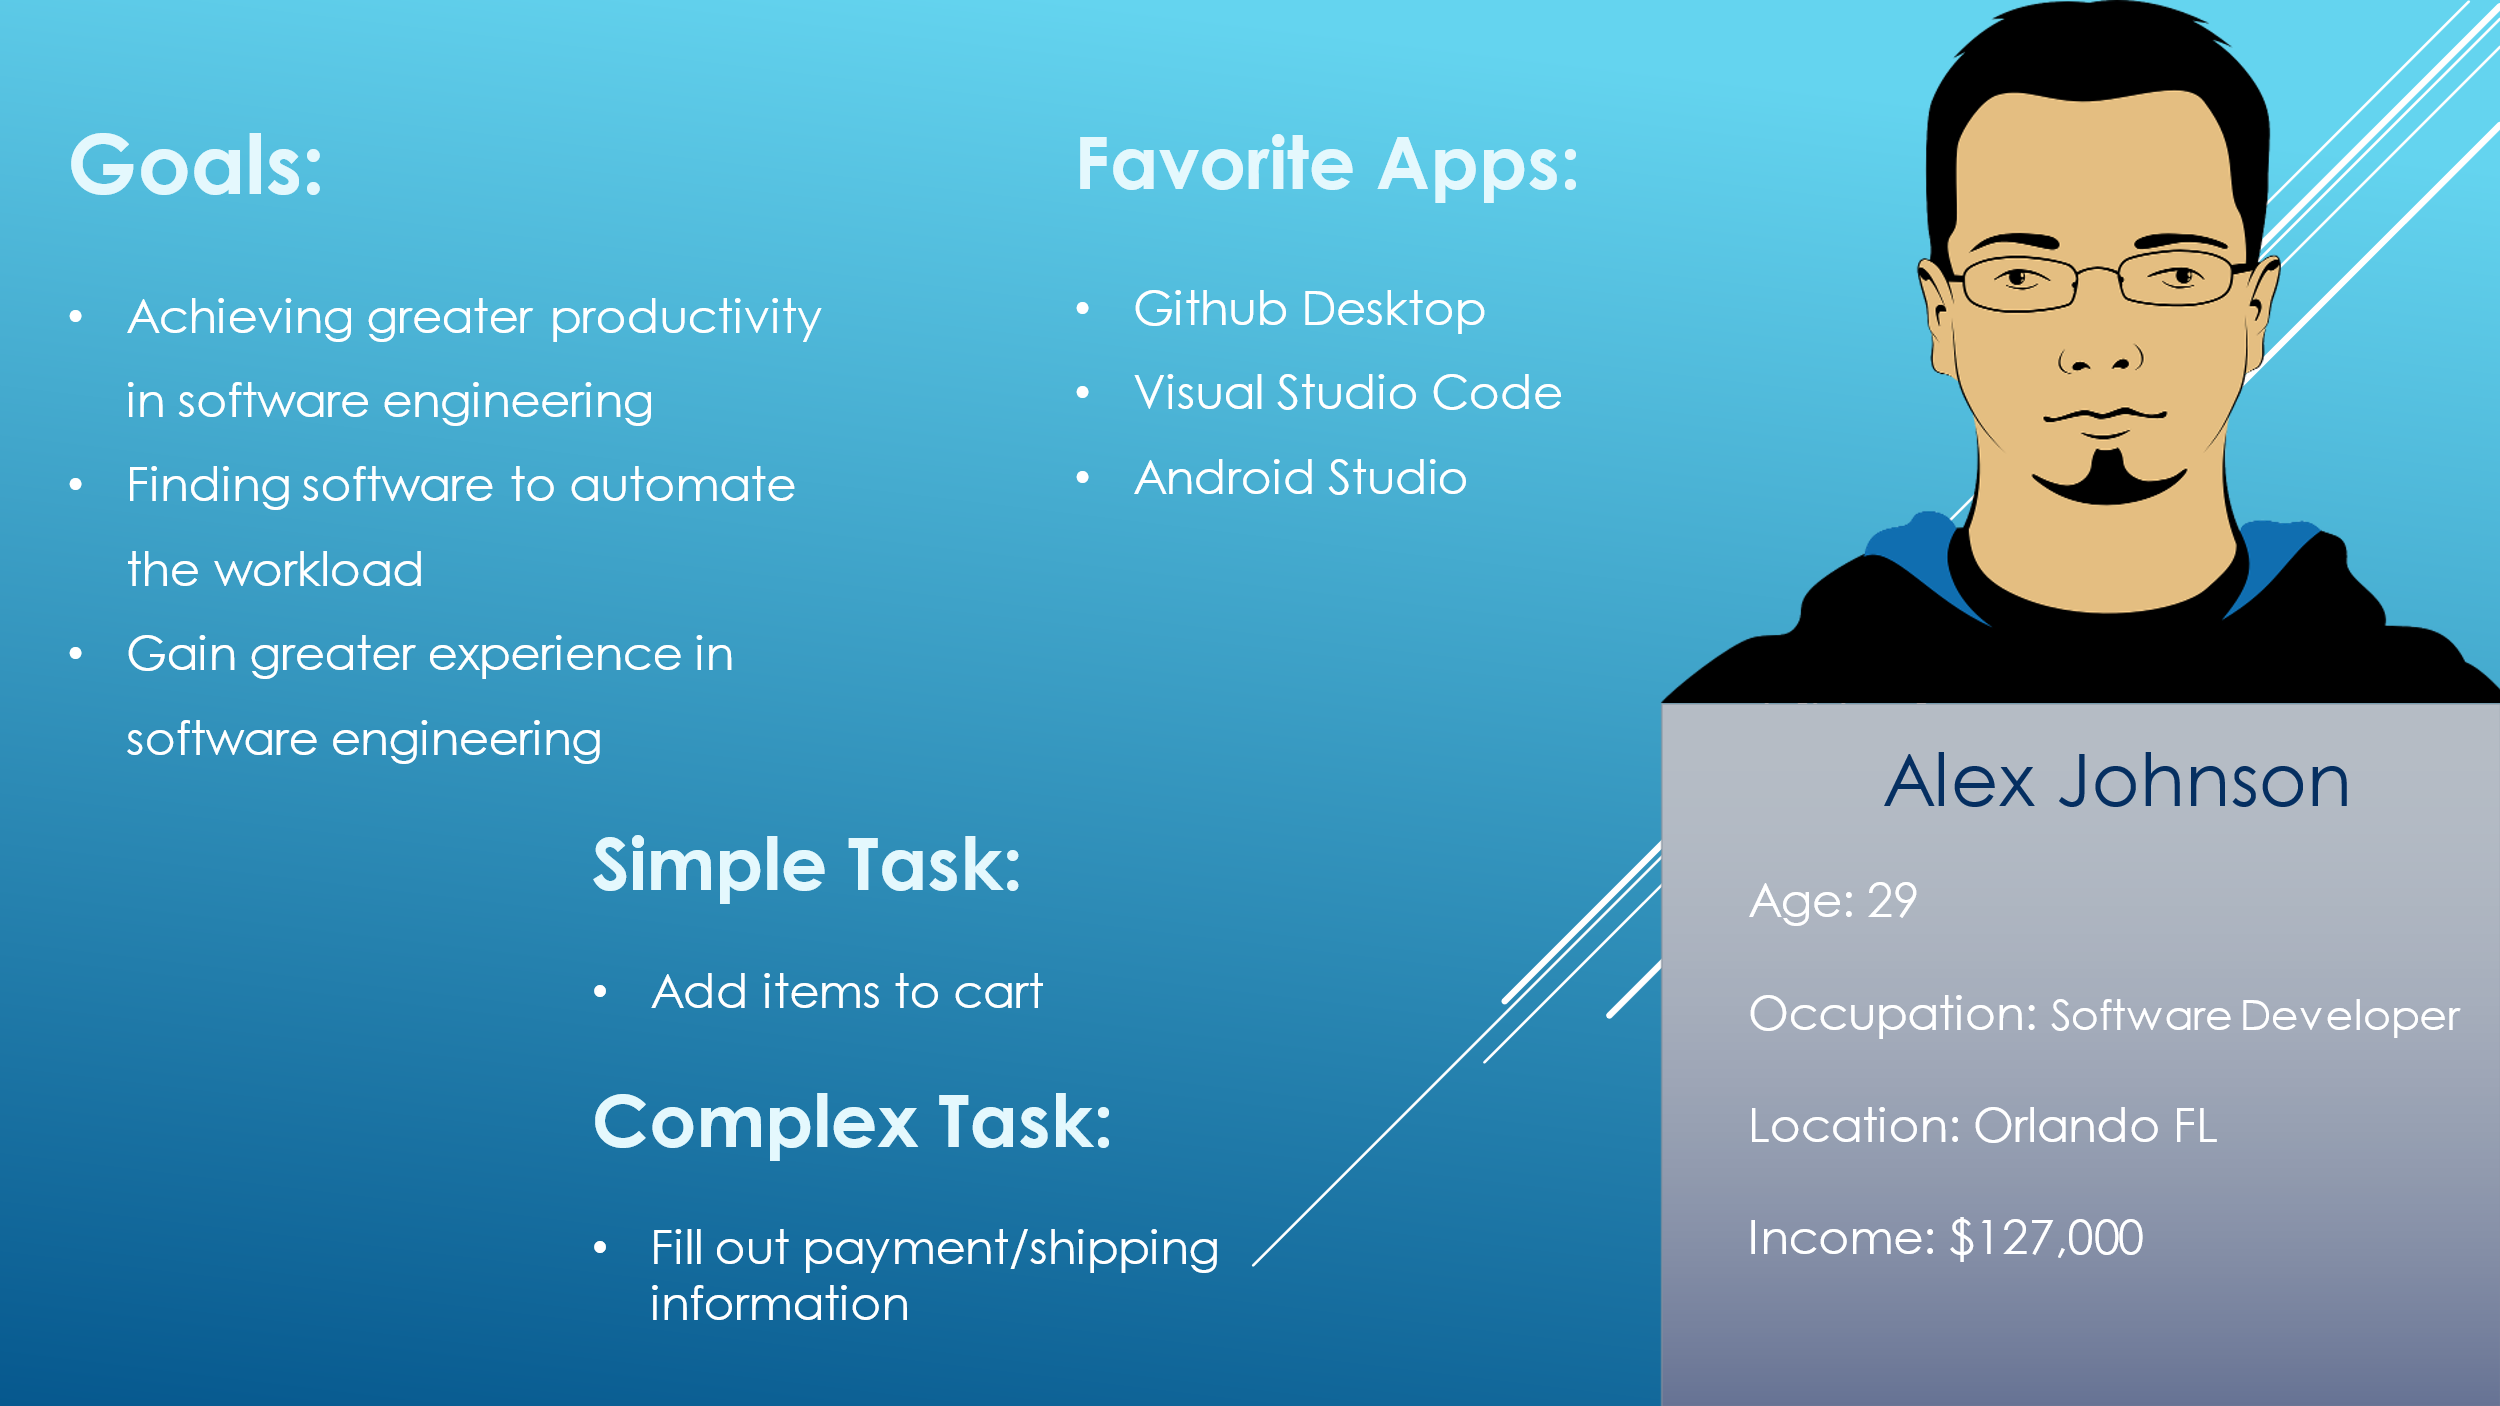 Goals:
• Achieving greater productivity
in software engineering
• Finding software to automate
the workload
• Gain greater experience in
software engineering
Favorite Apps:
• Github Desktop
• Visual Studio Code
• Android Studio
Simple Task:
• Add items to cart
Complex Task:
• Fill out payment/shipping
information
Alex Johnson
Age: 29
Occupation: Software Developer
Location: Orlando FL
Income: $127,000